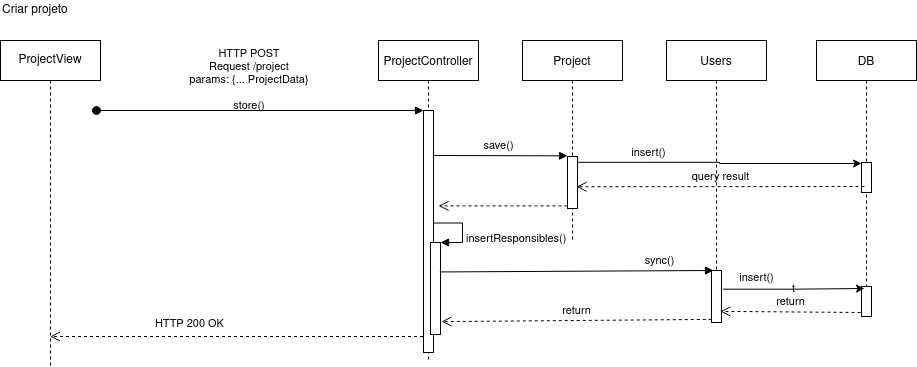 Criar projeto
ProjectView
HTTP POST
Request /project
params: {... ProjectData}
ProjectController
Project
Users
DB
store()
save()
insert()
query result
insertResponsibles()
sync()
insert()
t
return
return
HTTP 200 OK